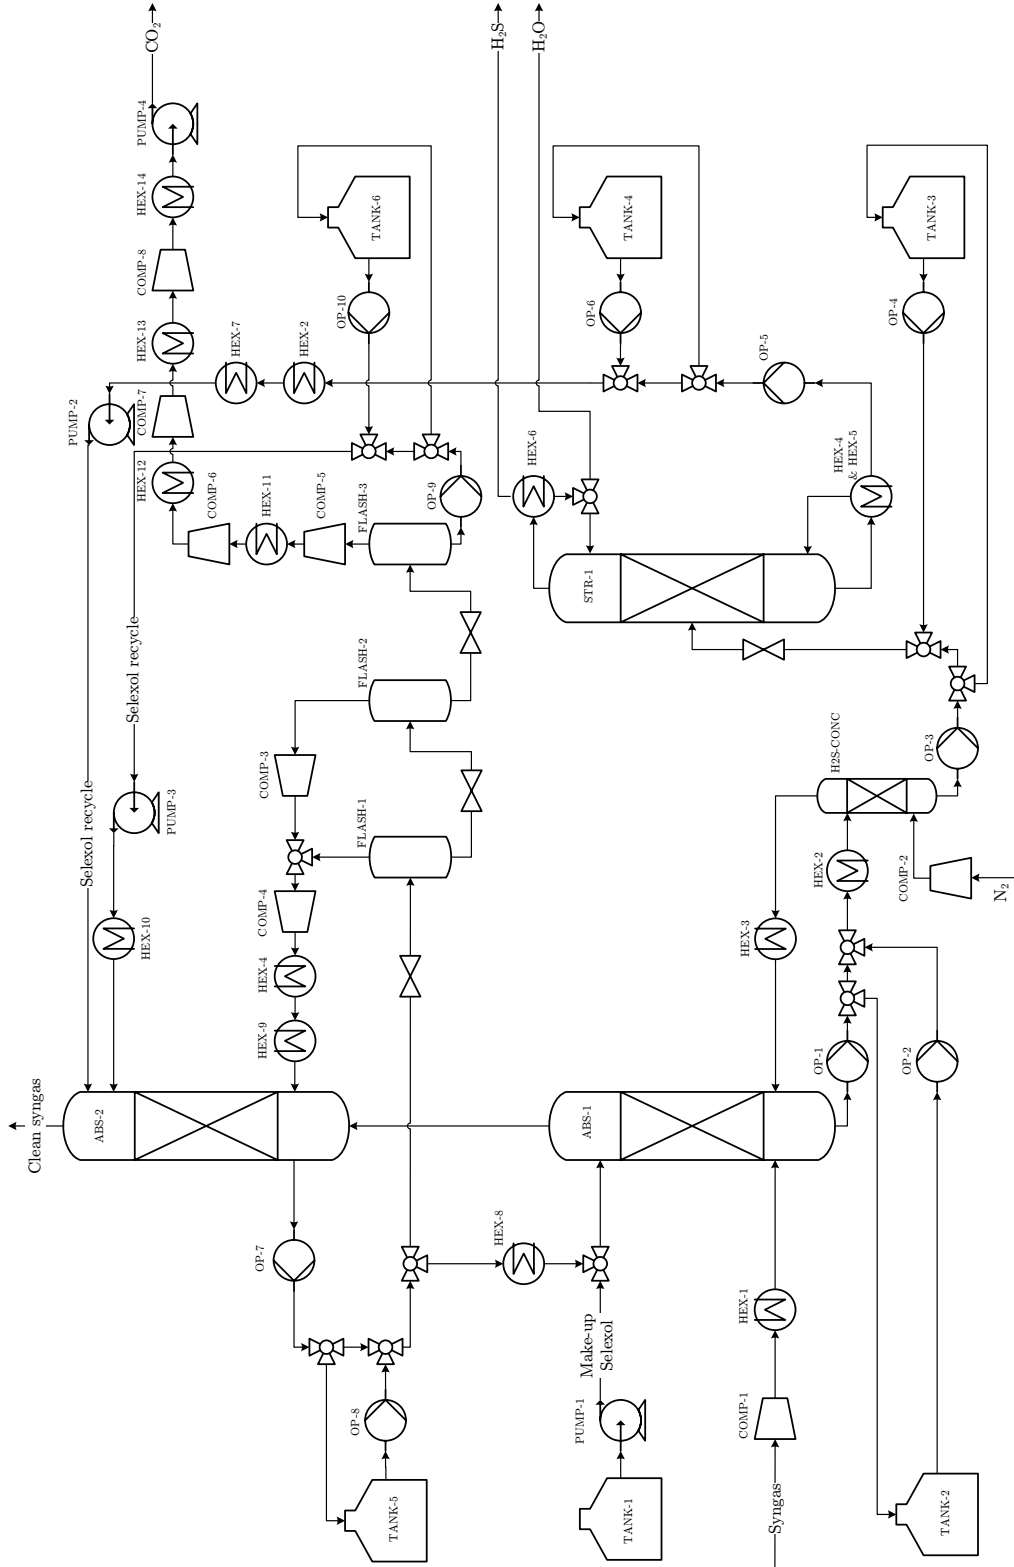 Clean syngas
PUMP-2
Selexol recycle
ABS-2
Selexol recycle
HEX-10
HEX-12
COMP-7
HEX-13
COMP-8
HEX-14
PUMP-4
CO₂
PUMP-3
COMP-6
HEX-7
OP-7
HEX-9
HEX-4
COMP-4
COMP-3
HEX-11
HEX-2
COMP-5
OP-10
OP-8
FLASH-1
FLASH-2
FLASH-3
TANK-6
TANK-5
OP-9
HEX-8
H₂S
HEX-6
H₂O
PUMP-1
Make-up
Selexol
ABS-1
STR-1
OP-6
TANK-1
TANK-4
COMP-1
HEX-1
HEX-3
OP-5
Syngas
OP-1
HEX-2
H2S-CONC
HEX-4
& HEX-5
OP-4
OP-2
COMP-2
OP-3
TANK-3
TANK-2
N₂